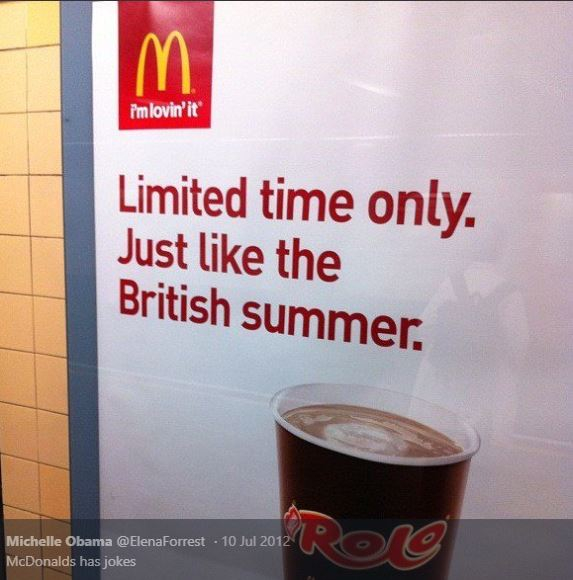 i'm lovin' it®
Limited time only.
Just like the
British summer.
Rolo
Michelle Obama @ElenaForrest · 10 Jul 2012
McDonalds has jokes